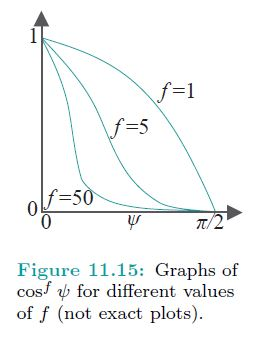 1
f=1
f=5
f=50
0
0 ψ π/2
Figure 11.15: Graphs of
cosᶠ ψ for different values
of f (not exact plots).